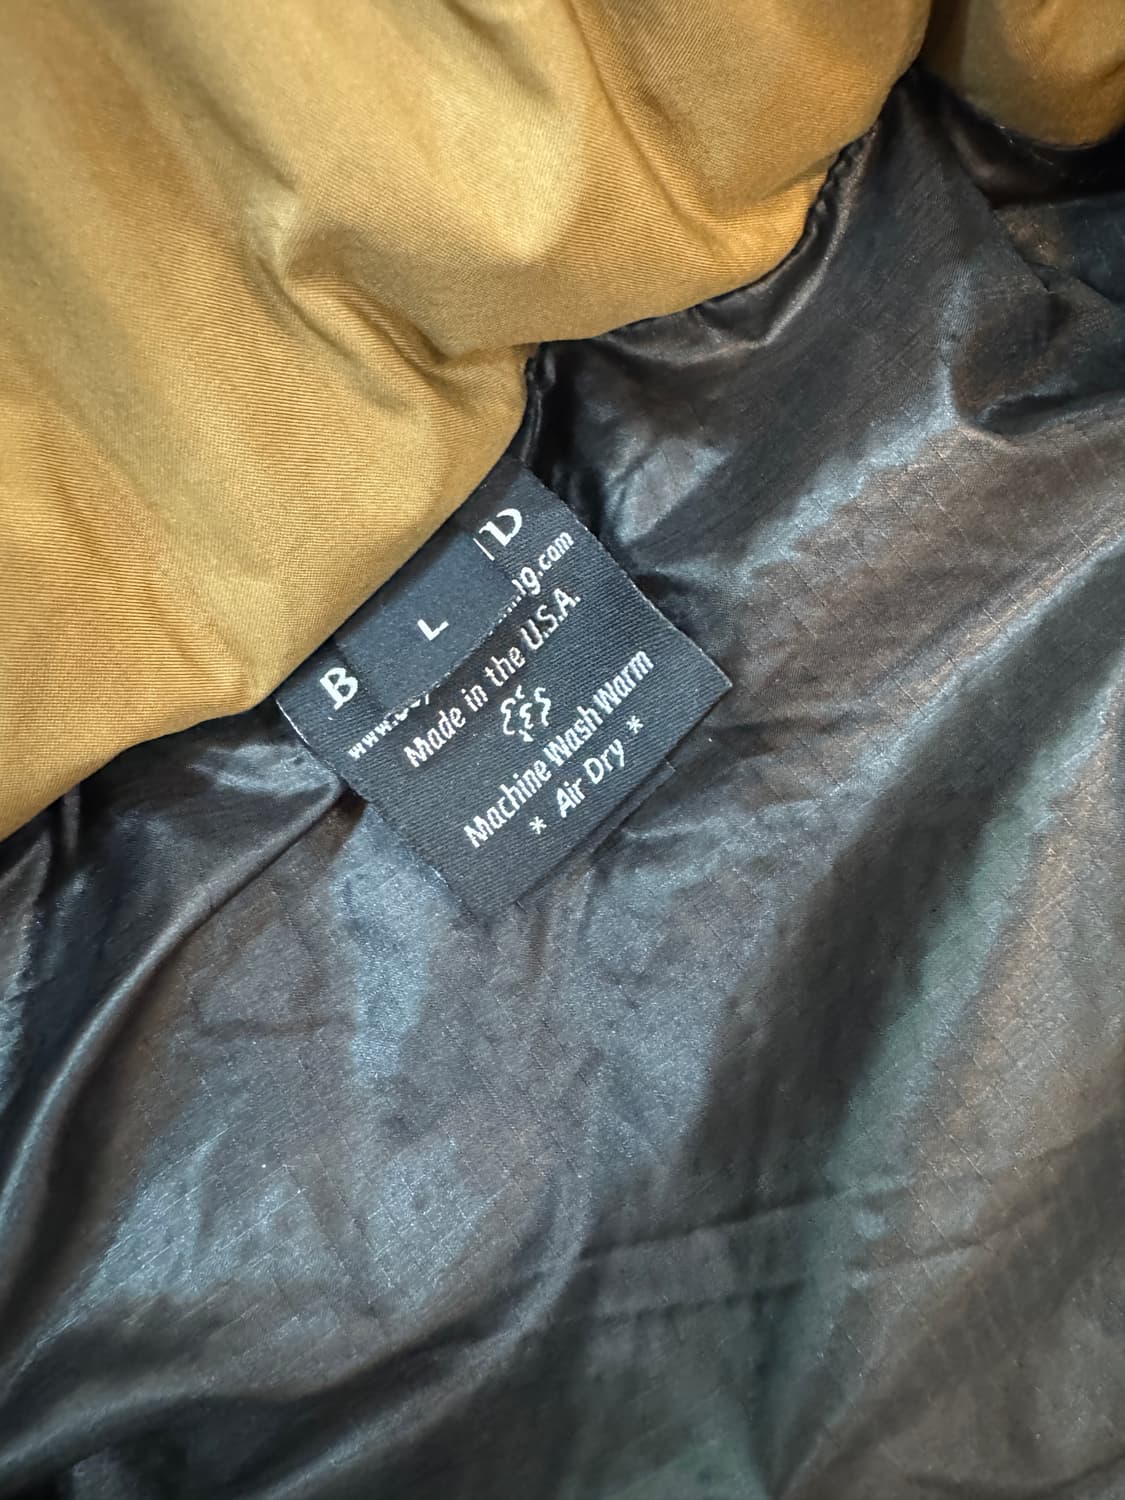 L
Made in the U.S.A.
Machine Wash Warm
* Air Dry *